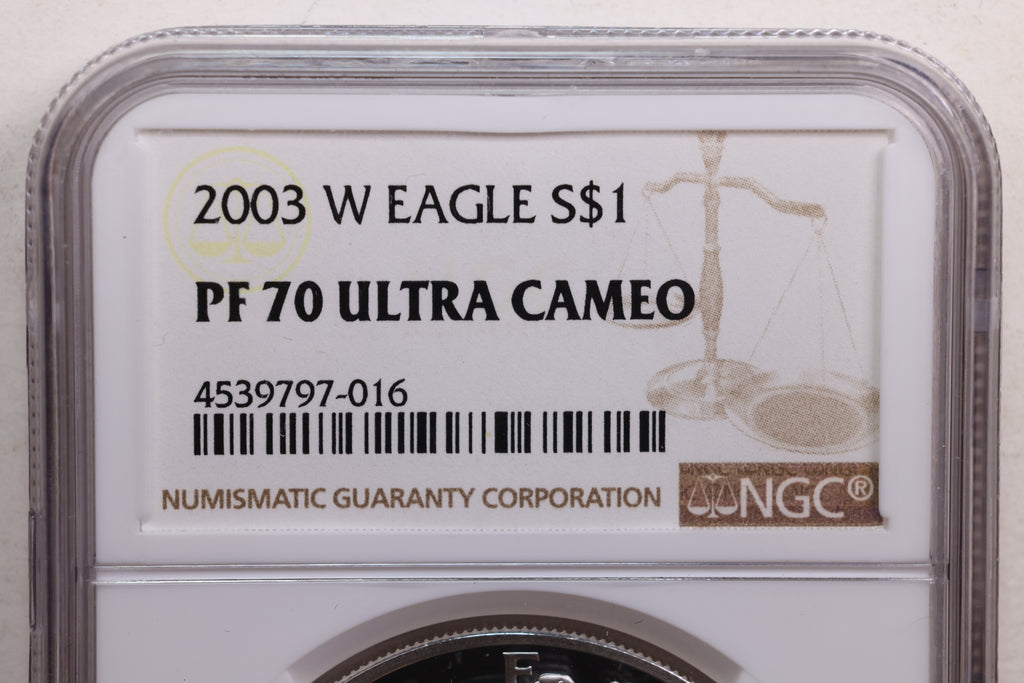 2003 W EAGLE S$1
PF 70 ULTRA CAMEO
4539797-016
NUMISMATIC GUARANTY CORPORATION
NGC®